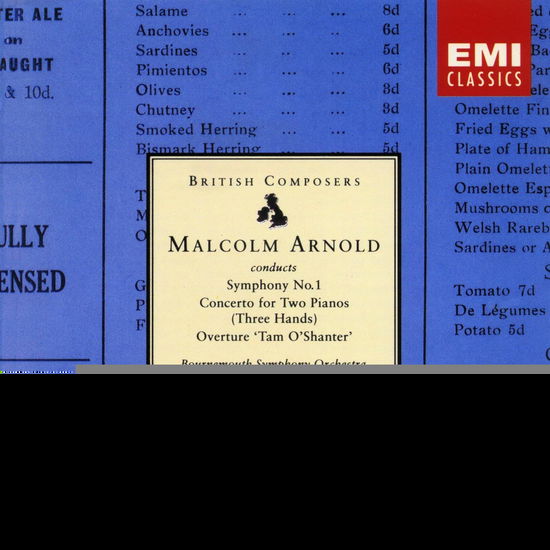 TER ALE
on
AUGHT
& 10d.
ULLY
ENSED
Salame ... ... 8d
Anchovies ... ... 6d
Sardines ... ... 5d
Pimientos ... ... 6d
Olives ... ... 3d
Chutney ... ... 3d
Smoked Herring ... ... 5d
Bismark Herring ... ... 5d
EMI
CLASSICS
Omelette Fin
Fried Eggs w
Plate of Ham
Plain Omelet
Omelette Esp
Mushrooms o
Welsh Rareb
Sardines or A
Tomato 7d
De Légumes
Potato 5d
BRITISH COMPOSERS
MALCOLM ARNOLD
conducts
Symphony No.1
Concerto for Two Pianos
(Three Hands)
Overture ‘Tam O’Shanter’
Bournemouth Symphony Orchestra